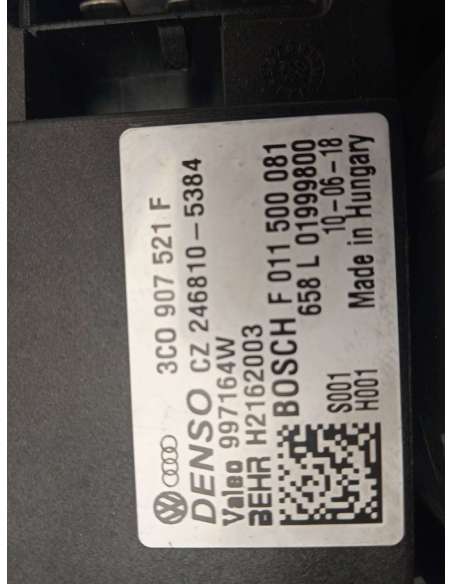 3C0 907 521 F
DENSO CZ 246810-5384
Valeo 997164W
BEHR H2162003
BOSCH F 011 500 081
658 L 01999800
S001 10-06-18
H001 Made in Hungary